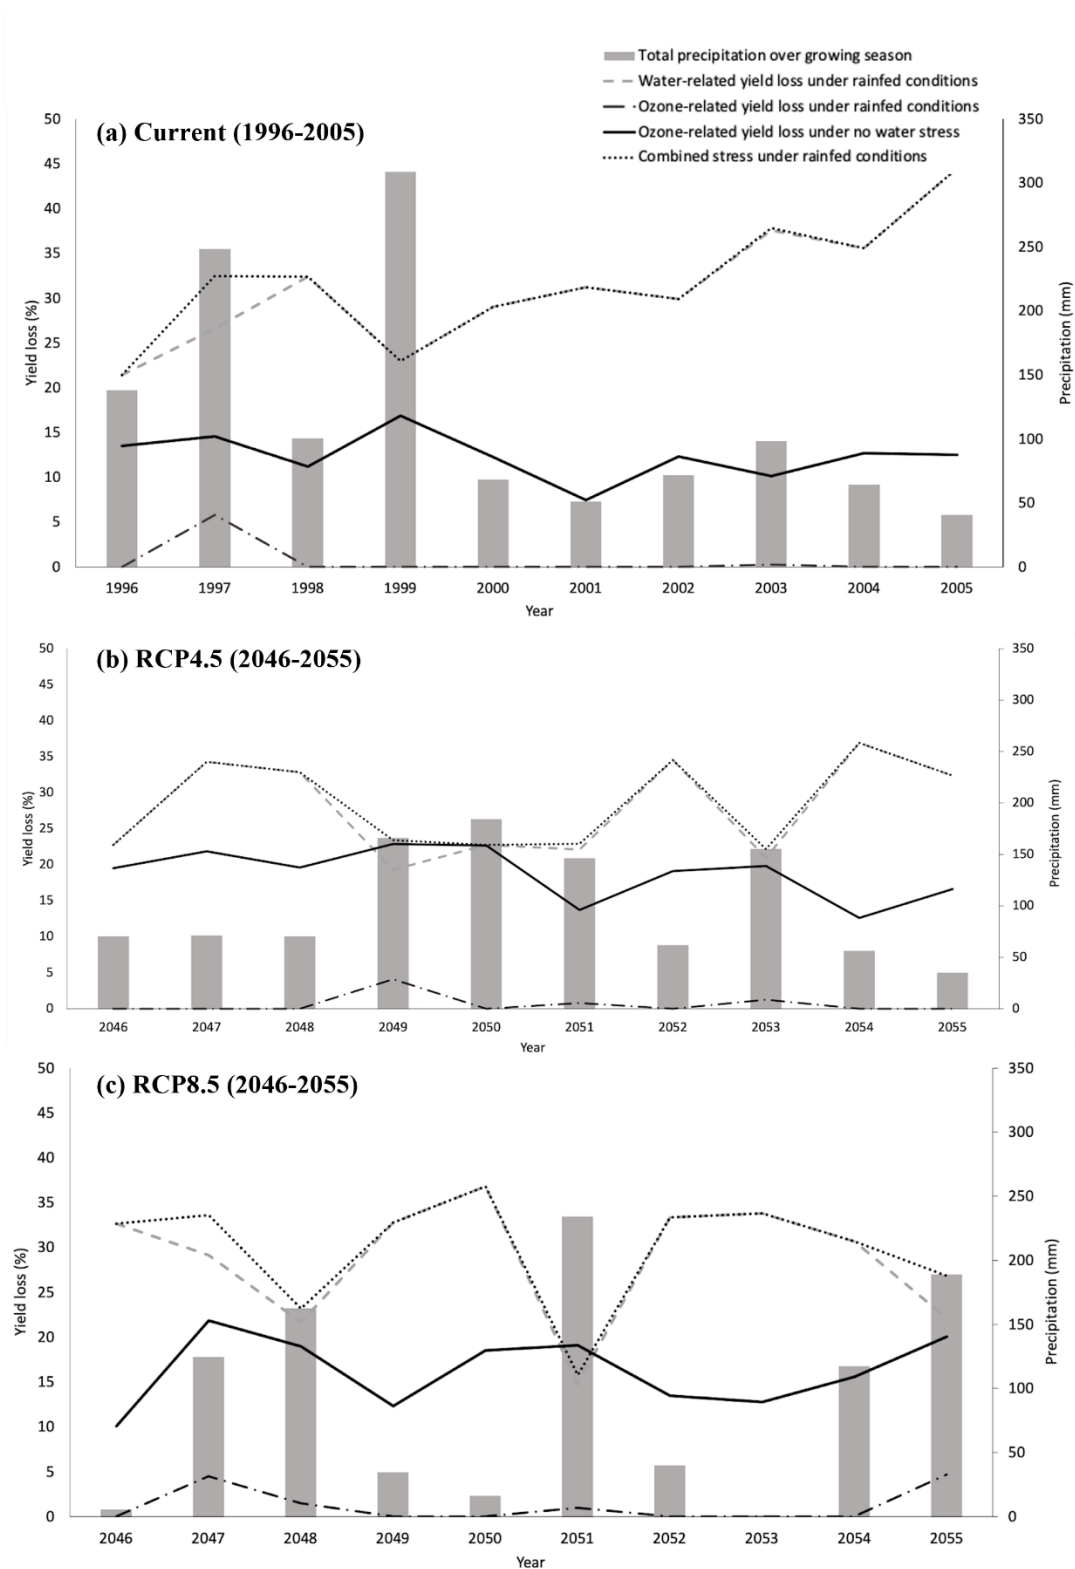 Total precipitation over growing season
Water-related yield loss under rainfed conditions
Ozone-related yield loss under rainfed conditions
Ozone-related yield loss under no water stress
Combined stress under rainfed conditions
(a) Current (1996-2005)
50
45
40
35
30
25
20
15
10
5
0
Yield loss (%)
350
300
250
200
150
100
50
0
Precipitation (mm)
1996 1997 1998 1999 2000 2001 2002 2003 2004 2005
Year
(b) RCP4.5 (2046-2055)
50
45
40
35
30
25
20
15
10
5
0
Yield loss (%)
350
300
250
200
150
100
50
0
Precipitation (mm)
2046 2047 2048 2049 2050 2051 2052 2053 2054 2055
Year
(c) RCP8.5 (2046-2055)
50
45
40
35
30
25
20
15
10
5
0
Yield loss (%)
350
300
250
200
150
100
50
0
Precipitation (mm)
2046 2047 2048 2049 2050 2051 2052 2053 2054 2055
Year